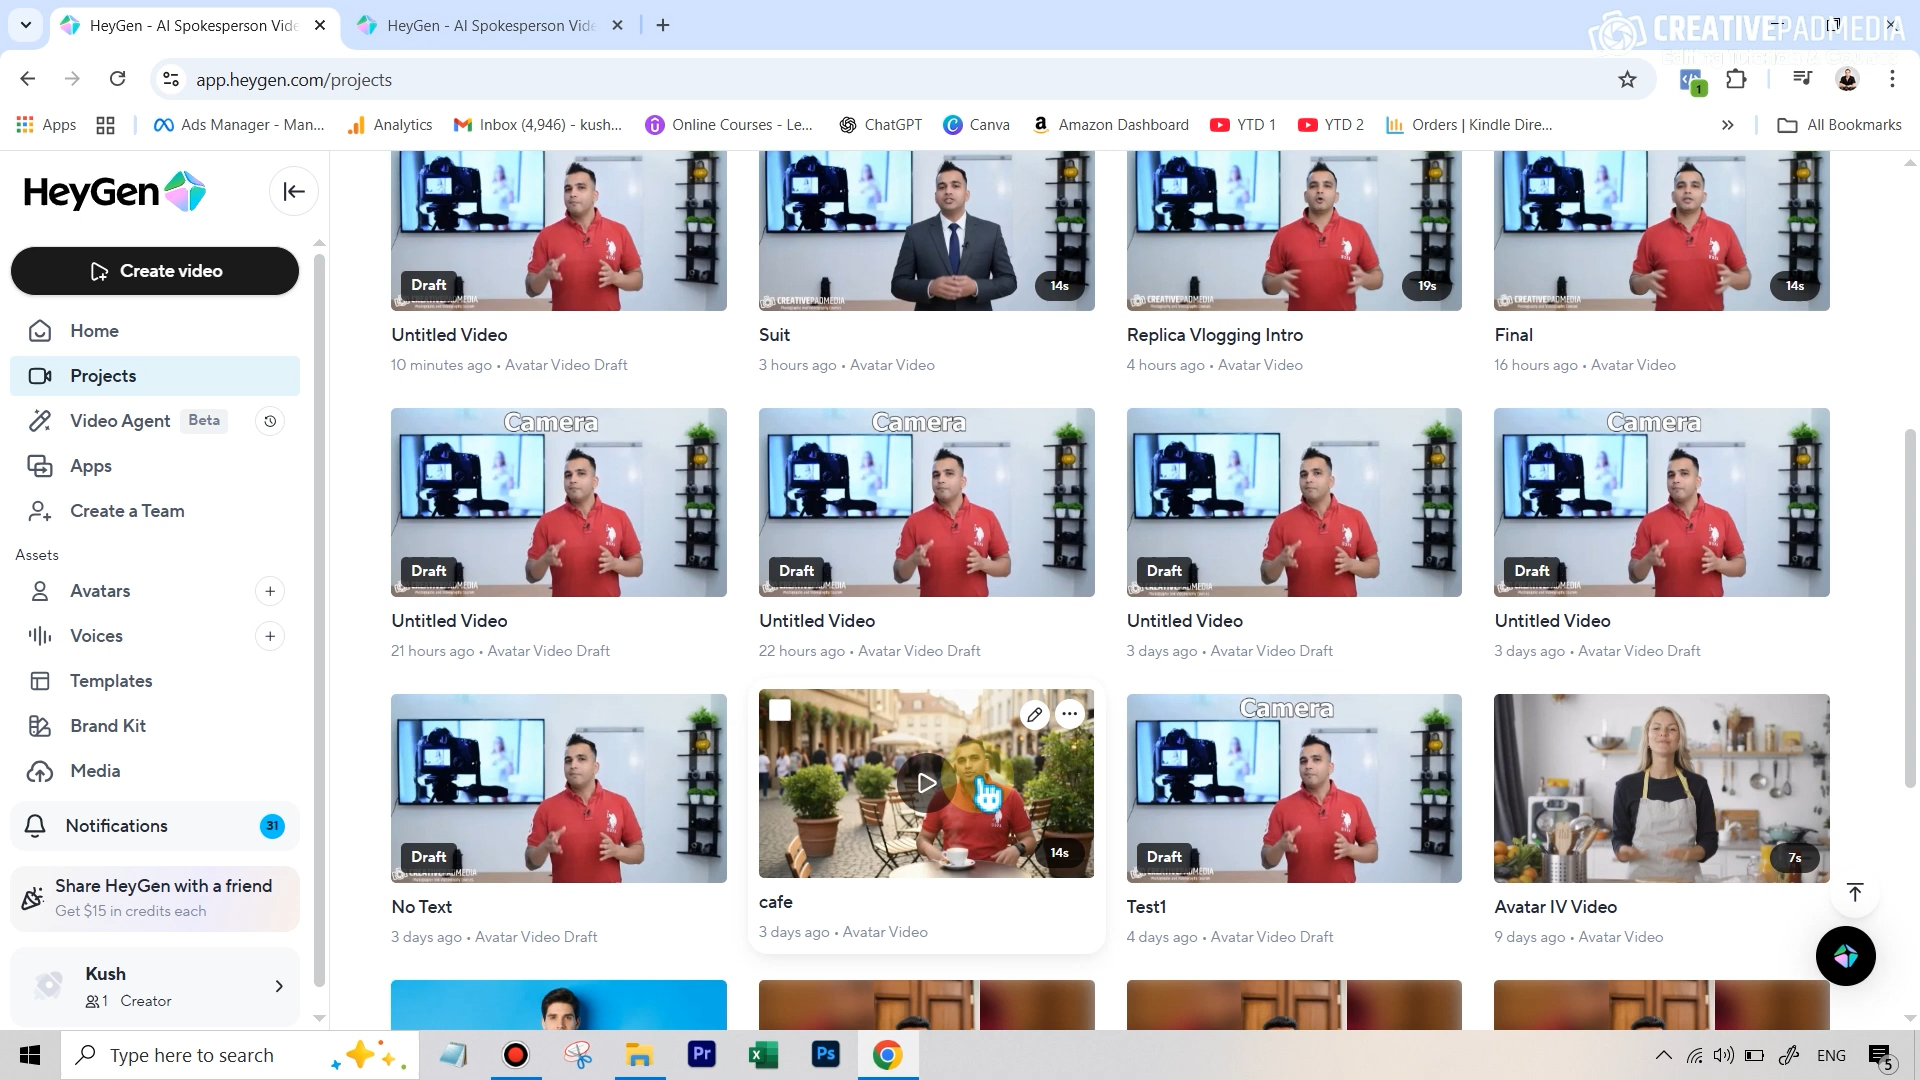 HeyGen - AI Spokesperson Vide
HeyGen - AI Spokesperson Vide
CREATIVEPADMEDIA
app.heygen.com/projects
1
Apps
Ads Manager - Man...
Analytics
Inbox (4,946) - kush...
Online Courses - Le...
ChatGPT
Canva
Amazon Dashboard
YTD 1
YTD 2
Orders | Kindle Dire...
All Bookmarks
HeyGen
Create video
Home
Projects
Video Agent Beta
Apps
Create a Team
Assets
Avatars
Voices
Templates
Brand Kit
Media
Notifications 31
Share HeyGen with a friend
Get $15 in credits each
Kush
1 Creator
Draft
14s
19s
14s
CREATIVEPADMEDIA
CREATIVEPADMEDIA
CREATIVEPADMEDIA
Untitled Video
10 minutes ago • Avatar Video Draft
Suit
3 hours ago • Avatar Video
Replica Vlogging Intro
4 hours ago • Avatar Video
Final
16 hours ago • Avatar Video
Camera
Camera
Camera
Draft
Draft
Draft
Draft
Untitled Video
21 hours ago • Avatar Video Draft
Untitled Video
22 hours ago • Avatar Video Draft
Untitled Video
3 days ago • Avatar Video Draft
Untitled Video
3 days ago • Avatar Video Draft
Camera
Draft
14s
Draft
7s
No Text
3 days ago • Avatar Video Draft
cafe
3 days ago • Avatar Video
Test1
4 days ago • Avatar Video Draft
Avatar IV Video
9 days ago • Avatar Video
Type here to search
Pr
Ps
ENG
5